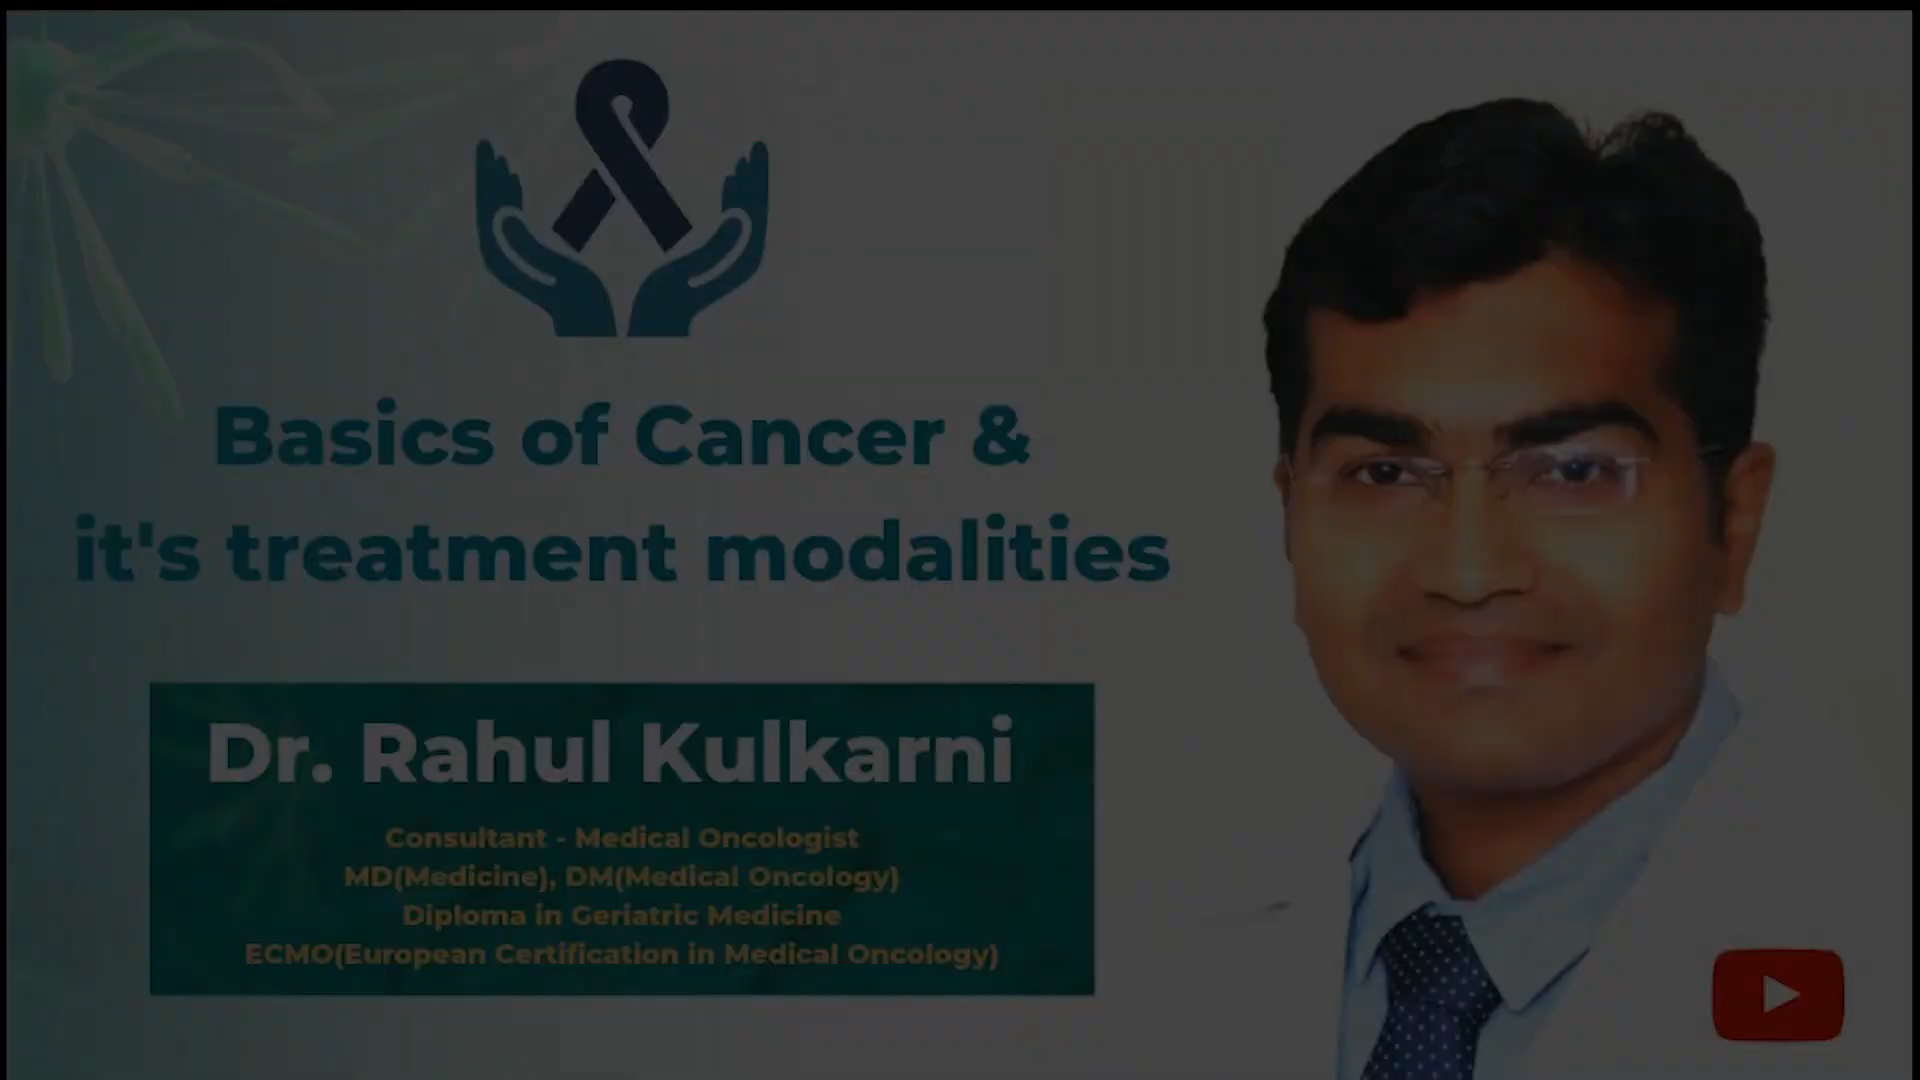 Basics of Cancer &
it's treatment modalities
Dr. Rahul Kulkarni
Consultant - Medical Oncologist
MD(Medicine), DM(Medical Oncology)
Diploma in Geriatric Medicine
ECMO(European Certification in Medical Oncology)